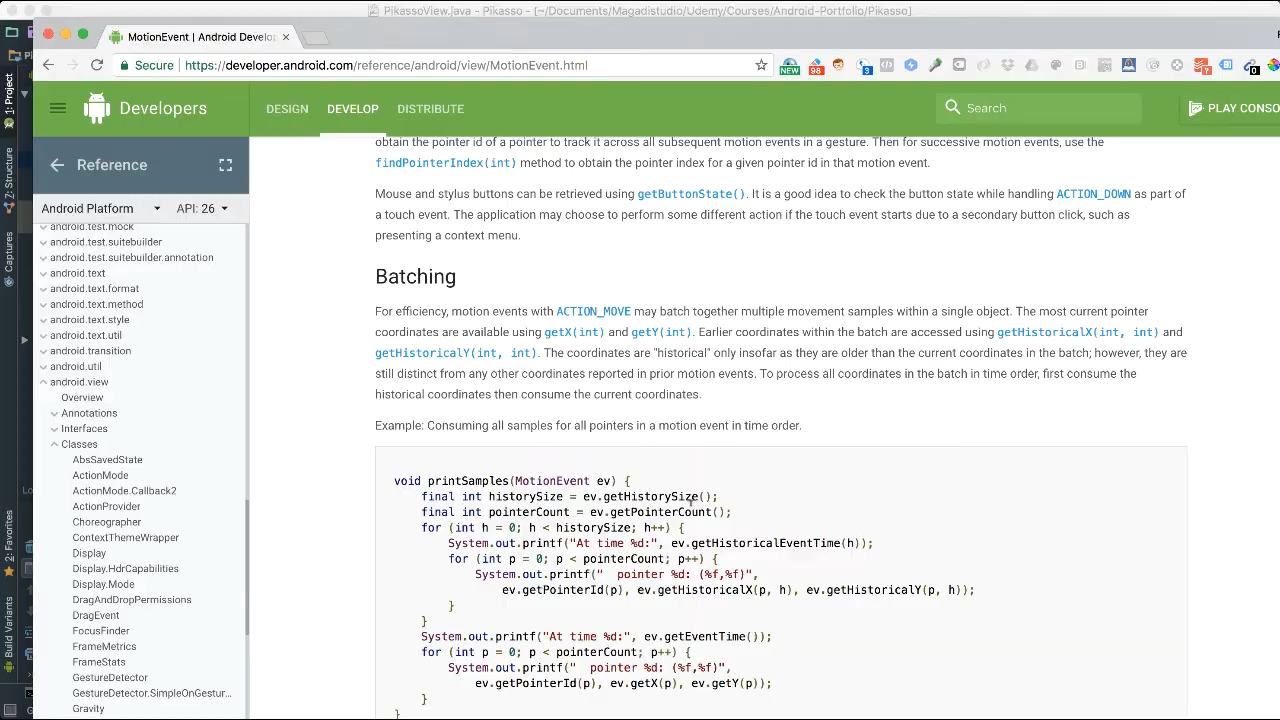 PikassoView.java - Pikasso - [~/Documents/Magadistudio/Udemy/Courses/Android-Portfolio/Pikasso]
MotionEvent | Android Develo
Secure https://developer.android.com/reference/android/view/MotionEvent.html
NEW 98 3 6 0
Developers DESIGN DEVELOP DISTRIBUTE Search PLAY CONSO
Reference
Android Platform API: 26
android.test.mock
android.test.suitebuilder
android.test.suitebuilder.annotation
android.text
android.text.format
android.text.method
android.text.style
android.text.util
android.transition
android.util
android.view
Overview
Annotations
Interfaces
Classes
AbsSavedState
ActionMode
ActionMode.Callback2
ActionProvider
Choreographer
ContextThemeWrapper
Display
Display.HdrCapabilities
Display.Mode
DragAndDropPermissions
DragEvent
FocusFinder
FrameMetrics
FrameStats
GestureDetector
GestureDetector.SimpleOnGestur...
Gravity
obtain the pointer id of a pointer to track it across all subsequent motion events in a gesture. Then for successive motion events, use the
findPointerIndex(int) method to obtain the pointer index for a given pointer id in that motion event.
Mouse and stylus buttons can be retrieved using getButtonState(). It is a good idea to check the button state while handling ACTION_DOWN as part of
a touch event. The application may choose to perform some different action if the touch event starts due to a secondary button click, such as
presenting a context menu.
Batching
For efficiency, motion events with ACTION_MOVE may batch together multiple movement samples within a single object. The most current pointer
coordinates are available using getX(int) and getY(int). Earlier coordinates within the batch are accessed using getHistoricalX(int, int) and
getHistoricalY(int, int). The coordinates are "historical" only insofar as they are older than the current coordinates in the batch; however, they are
still distinct from any other coordinates reported in prior motion events. To process all coordinates in the batch in time order, first consume the
historical coordinates then consume the current coordinates.
Example: Consuming all samples for all pointers in a motion event in time order.
void printSamples(MotionEvent ev) {
final int historySize = ev.getHistorySize();
final int pointerCount = ev.getPointerCount();
for (int h = 0; h < historySize; h++) {
System.out.printf("At time %d:", ev.getHistoricalEventTime(h));
for (int p = 0; p < pointerCount; p++) {
System.out.printf("  pointer %d: (%f,%f)",
ev.getPointerId(p), ev.getHistoricalX(p, h), ev.getHistoricalY(p, h));
}
}
System.out.printf("At time %d:", ev.getEventTime());
for (int p = 0; p < pointerCount; p++) {
System.out.printf("  pointer %d: (%f,%f)",
ev.getPointerId(p), ev.getX(p), ev.getY(p));
}
}
1: Project
7: Structure
Captures
2: Favorites
Build Variants